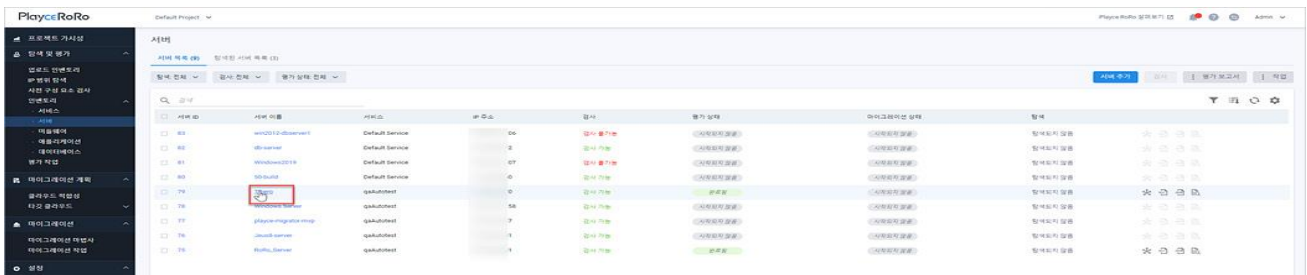 PlayceRoRo
Default Project
Playce RoRo
Admin
프로젝트 가시성
탐색 및 평가
업로드 인벤토리
IP 범위 탐색
사전 구성 요소 검사
인벤토리
서비스
서버
미들웨어
애플리케이션
데이터베이스
평가 작업
마이그레이션 계획
클라우드 적합성
타깃 클라우드
마이그레이션
마이그레이션 마법사
마이그레이션 작업
설정
서버
서버 목록 (9) 탐색된 서버 목록 (3)
탐색: 전체 검사: 전체 평가 상태: 전체
서버 추가 검사 평가 보고서 작업
검색
서버 ID 서버 이름 서비스 IP 주소 검사 평가 상태 마이그레이션 상태 탐색
83 win2012-dbserver1 Default Service 06 검사 불가능 시작되지 않음 시작되지 않음 탐색되지 않음
82 db-server Default Service 2 검사 가능 시작되지 않음 시작되지 않음 탐색되지 않음
81 Windows2019 Default Service 07 검사 불가능 시작되지 않음 시작되지 않음 탐색되지 않음
80 Default Service 0 검사 가능 시작되지 않음 시작되지 않음 탐색되지 않음
79 qaAutotest 0 검사 가능 완료됨 시작되지 않음 탐색되지 않음
78 Windows Server qaAutotest 58 검사 가능 시작되지 않음 시작되지 않음 탐색되지 않음
77 playce-migrator-mvp qaAutotest 7 검사 가능 시작되지 않음 시작되지 않음 탐색되지 않음
76 qaAutotest 1 검사 가능 시작되지 않음 시작되지 않음 탐색되지 않음
75 RoRo_Server qaAutotest 1 검사 가능 완료됨 시작되지 않음 탐색되지 않음